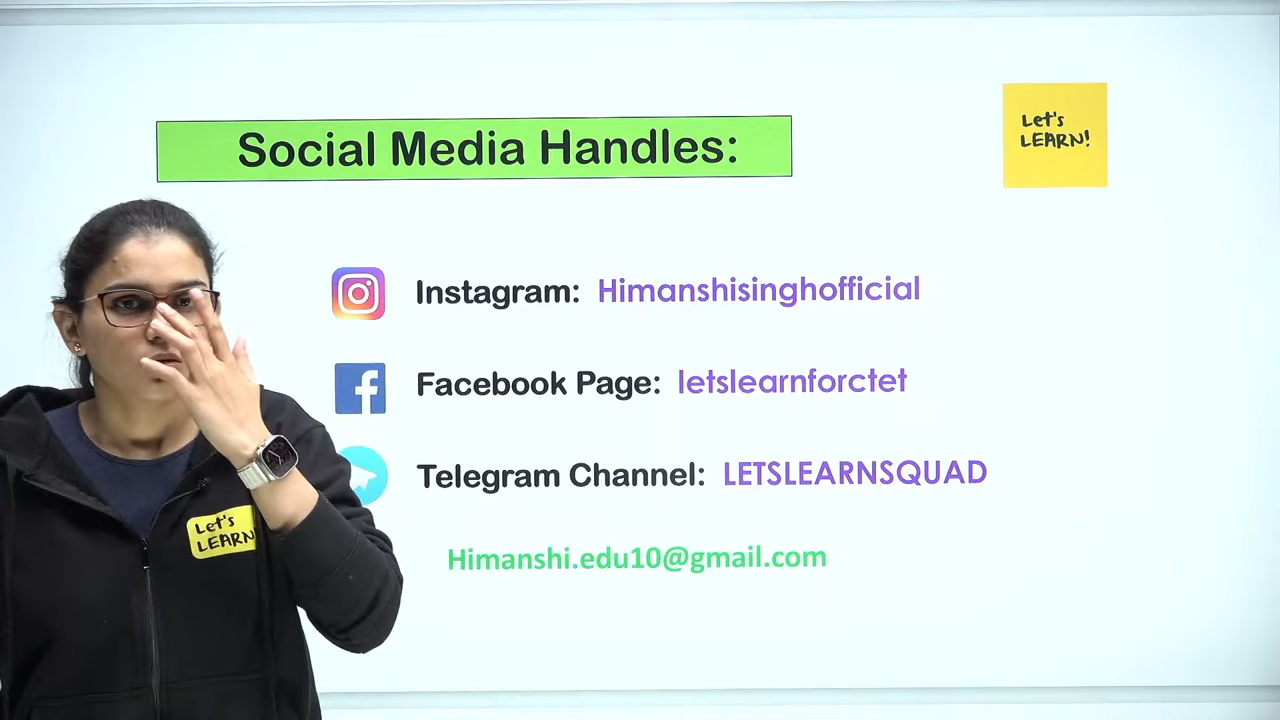 Social Media Handles:
Let's
LEARN!
Instagram: Himanshisinghofficial
Facebook Page: letslearnforctet
Telegram Channel: LETSLEARNSQUAD
Let's
LEARN
Himanshi.edu10@gmail.com